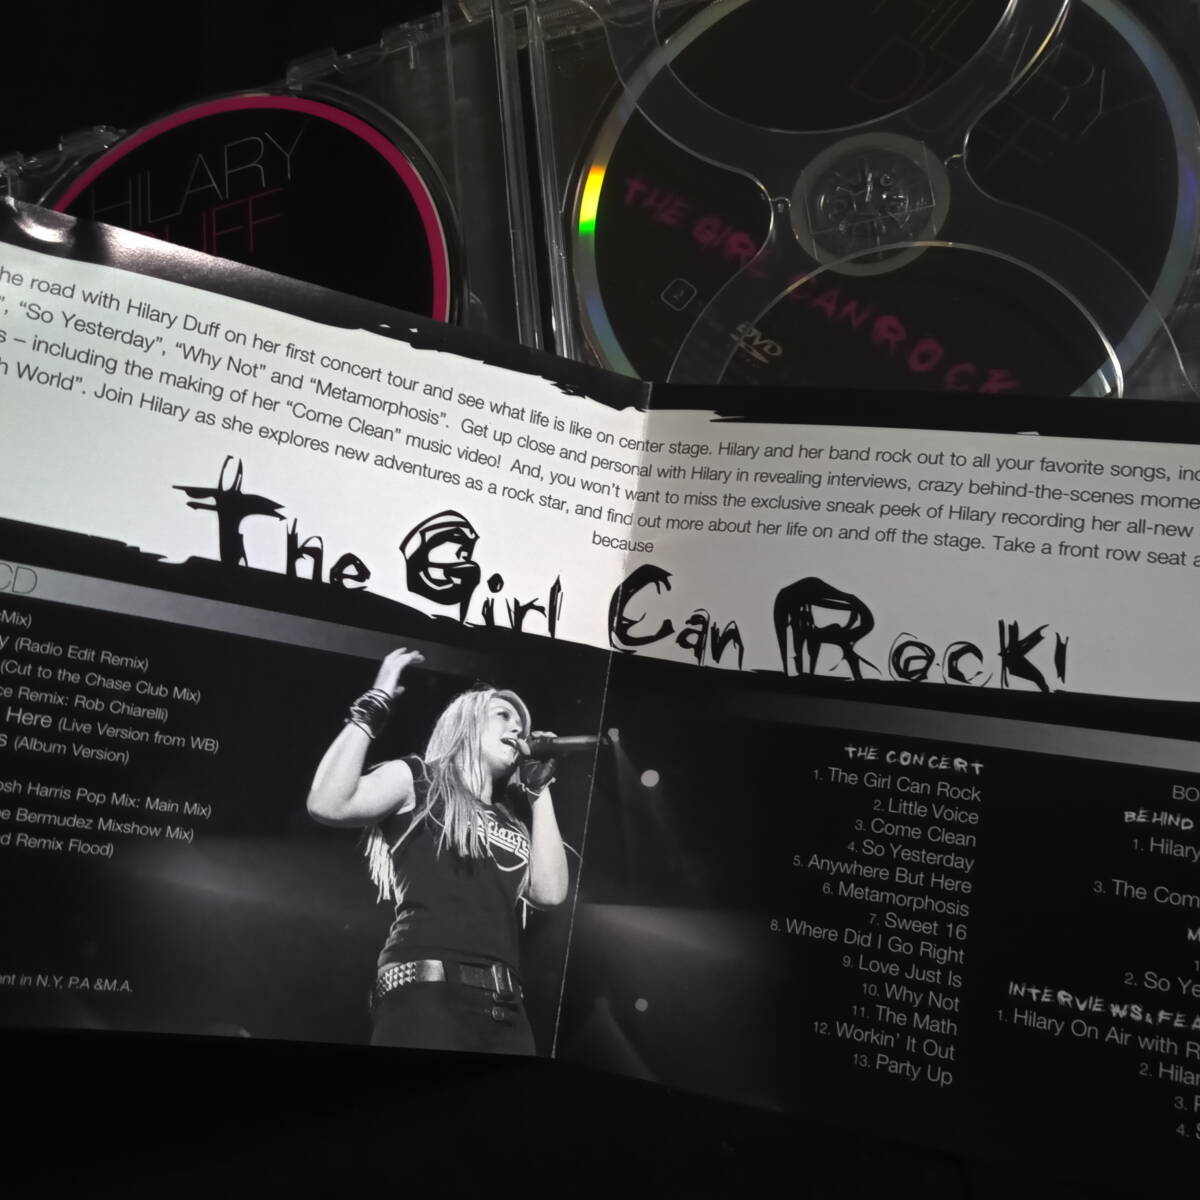 HILARY
DUFF
HILARY
DUFF
THE GIRL CAN ROCK
2
DVD
he road with Hilary Duff on her first concert tour and see what life is like on center stage. Hilary and her band rock out to all your favorite songs, inc
", "So Yesterday", "Why Not" and "Metamorphosis". Get up close and personal with Hilary in revealing interviews, crazy behind-the-scenes mome
s – including the making of her "Come Clean" music video! And, you won't want to miss the exclusive sneak peek of Hilary recording her all-new
h World". Join Hilary as she explores new adventures as a rock star, and find out more about her life on and off the stage. Take a front row seat a
because
The Girl Can Rock!
CD
Mix)
y (Radio Edit Remix)
(Cut to the Chase Club Mix)
ce Remix: Rob Chiarelli)
Here (Live Version from WB)
s (Album Version)
osh Harris Pop Mix: Main Mix)
e Bermudez Mixshow Mix)
d Remix Flood)
nt in N.Y, P.A &M.A.
THE CONCERT
1. The Girl Can Rock
2. Little Voice
3. Come Clean
4. So Yesterday
5. Anywhere But Here
6. Metamorphosis
7. Sweet 16
8. Where Did I Go Right
9. Love Just Is
10. Why Not
11. The Math
12. Workin' It Out
13. Party Up
BO
BEHIND
1. Hilary
3. The Com
M
1
2. So Ye
INTERVIEWS & FEA
1. Hilary On Air with R
2. Hilar
3.
4.